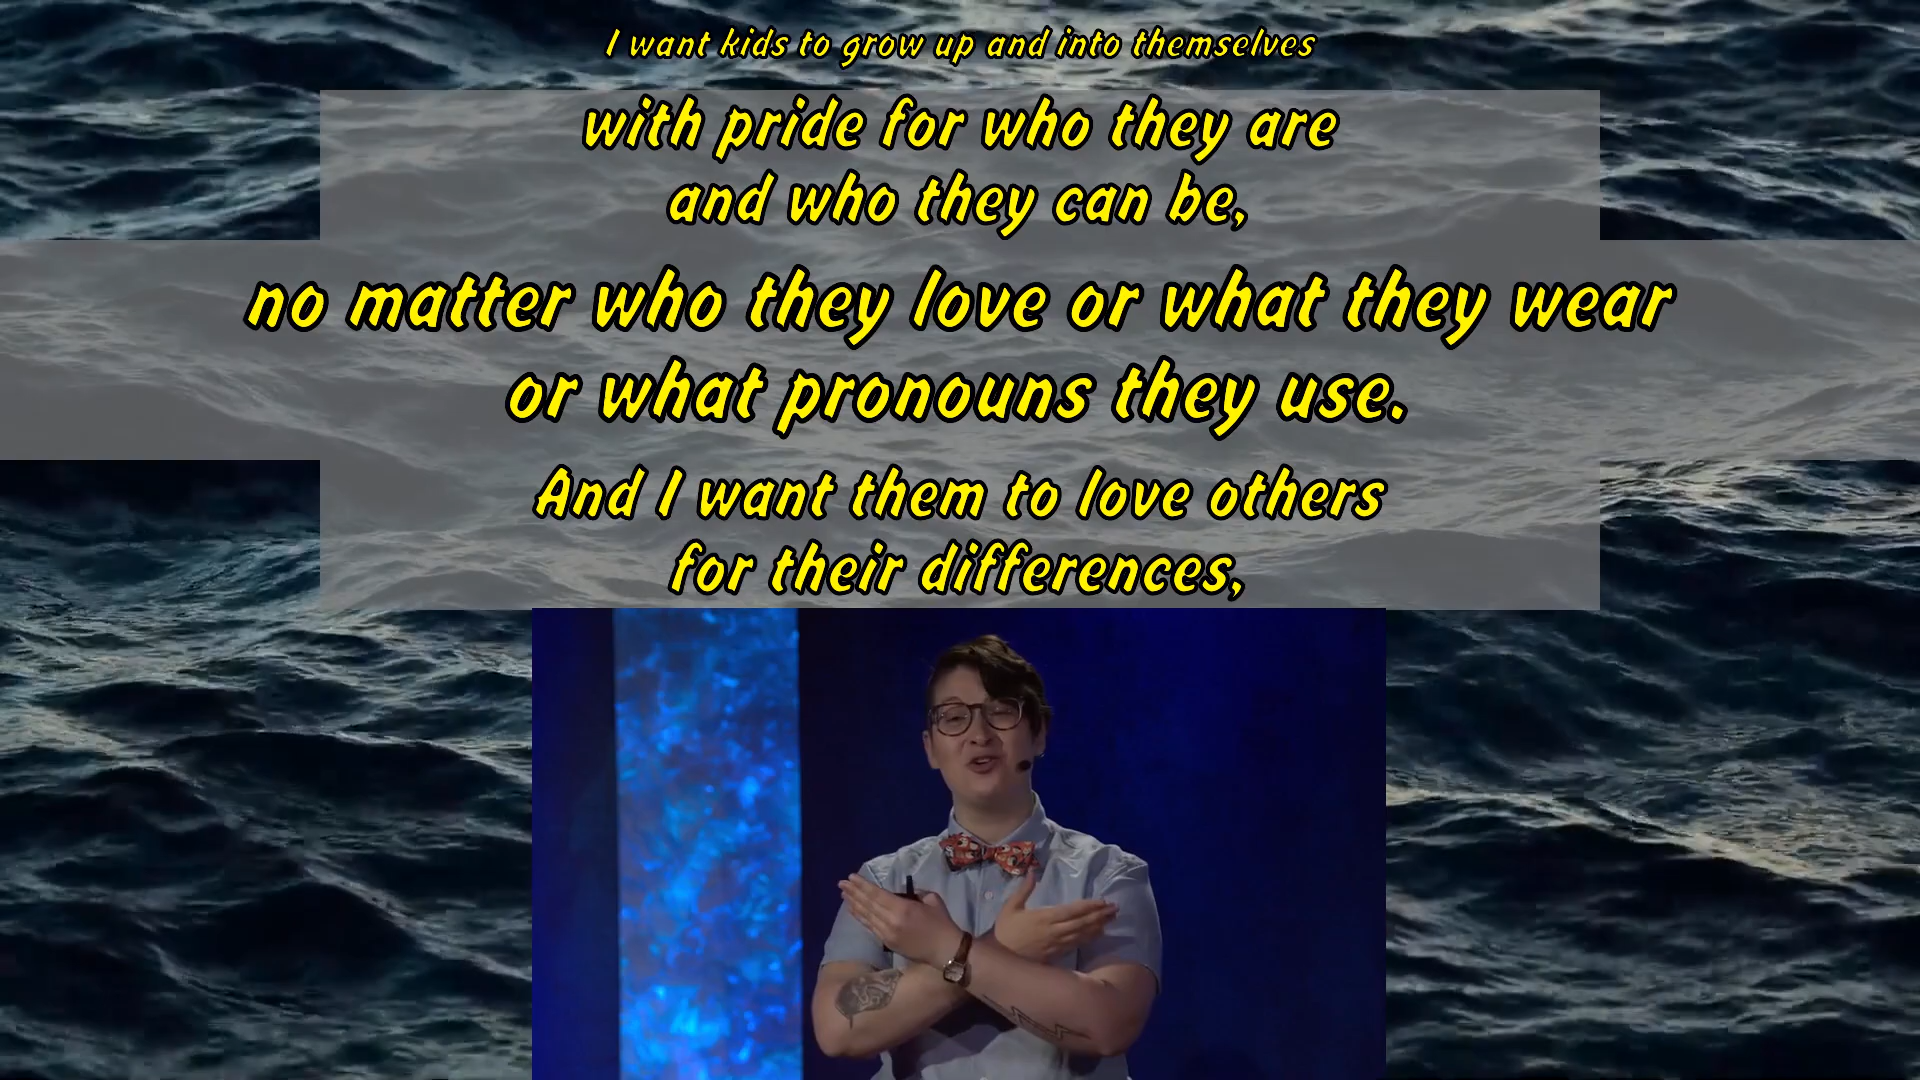 I want kids to grow up and into themselves
with pride for who they are
and who they can be,
no matter who they love or what they wear
or what pronouns they use.
And I want them to love others
for their differences,